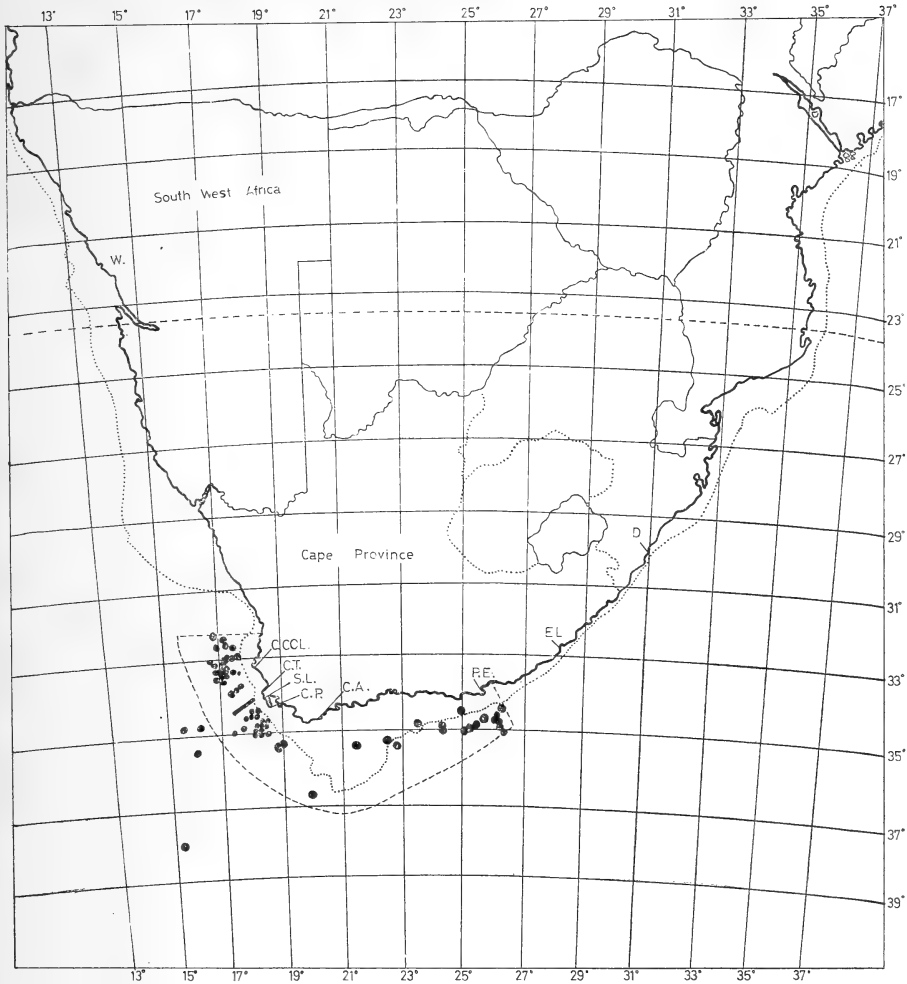 13° 15° 17° 19° 21° 23° 25° 27° 29° 31° 33° 35° 37°
17°
19°
South West Africa
21°
W.
23°
25°
27°
29°
D
Cape Province
31°
E.L.
C.COL.
33°
C.T.
S.L.
P.E.
C.P.
C.A.
35°
37°
39°
13° 15° 17° 19° 21° 23° 25° 27° 29° 31° 33° 35° 37°